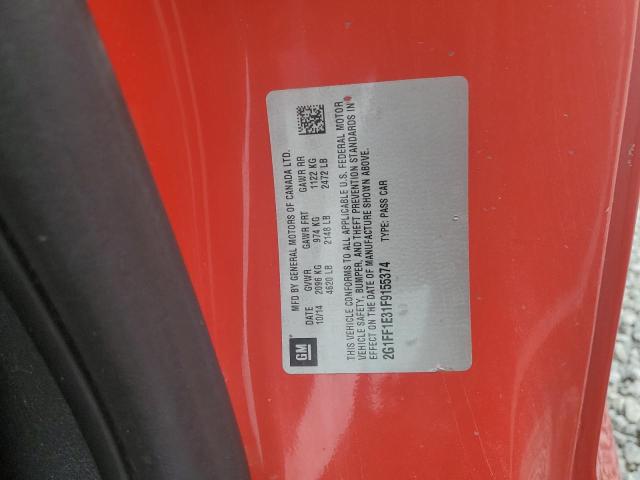 GM
MFD BY GENERAL MOTORS OF CANADA LTD.
DATE GVWR GAWR FRT GAWR RR
10/14 2096 KG 974 KG 1122 KG
4620 LB 2148 LB 2472 LB
THIS VEHICLE CONFORMS TO ALL APPLICABLE U.S. FEDERAL MOTOR
VEHICLE SAFETY, BUMPER, AND THEFT PREVENTION STANDARDS IN
EFFECT ON THE DATE OF MANUFACTURE SHOWN ABOVE.
2G1FF1E31F9155374 TYPE: PASS CAR